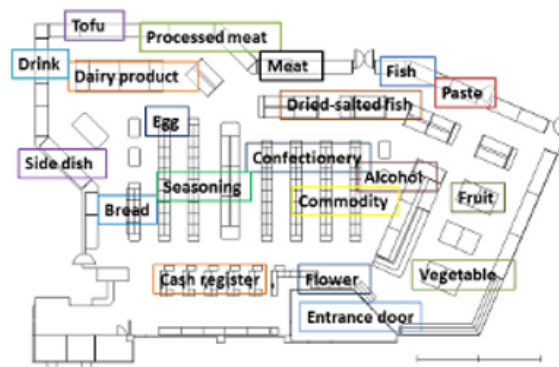 Tofu
Processed meat
Drink
Dairy product
Meat
Fish
Paste
Dried-salted fish
Egg
Side dish
Confectionery
Seasoning
Alcohol
Bread
Commodity
Fruit
Cash register
Flower
Vegetable
Entrance door